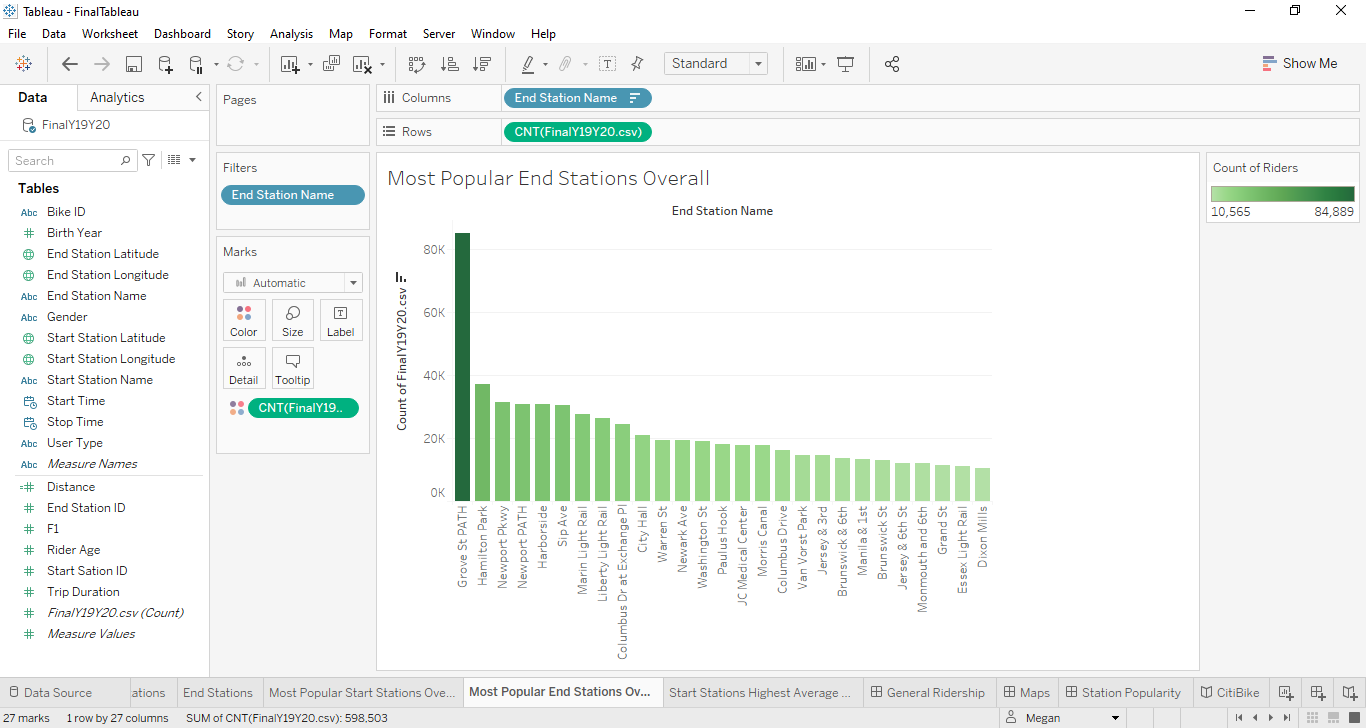 Tableau - FinalTableau
File Data Worksheet Dashboard Story Analysis Map Format Server Window Help
Standard
Show Me
Data Analytics
FinalY19Y20
Search
Tables
Abc Bike ID
# Birth Year
End Station Latitude
End Station Longitude
Abc End Station Name
Abc Gender
Start Station Latitude
Start Station Longitude
Abc Start Station Name
Start Time
Stop Time
Abc User Type
Abc Measure Names
=# Distance
# End Station ID
# F1
# Rider Age
# Start Sation ID
# Trip Duration
# FinalY19Y20.csv (Count)
# Measure Values
Pages
Filters
End Station Name
Marks
Automatic
Color Size Label
Detail Tooltip
CNT(FinalY19..
Columns End Station Name
Rows CNT(FinalY19Y20.csv)
Most Popular End Stations Overall
End Station Name
Count of FinalY19Y20.csv
80K
60K
40K
20K
0K
Grove St PATH
Hamilton Park
Newport Pkwy
Newport PATH
Harborside
Sip Ave
Marin Light Rail
Liberty Light Rail
Columbus Dr at Exchange Pl
City Hall
Warren St
Newark Ave
Washington St
Paulus Hook
JC Medical Center
Morris Canal
Columbus Drive
Van Vorst Park
Jersey & 3rd
Brunswick & 6th
Manila & 1st
Brunswick St
Jersey & 6th St
Monmouth and 6th
Grand St
Essex Light Rail
Dixon Mills
Count of Riders
10,565 84,889
Data Source ations End Stations Most Popular Start Stations Ove... Most Popular End Stations Ov... Start Stations Highest Average ... General Ridership Maps Station Popularity CitiBike
27 marks 1 row by 27 columns SUM of CNT(FinalY19Y20.csv): 598,503 Megan